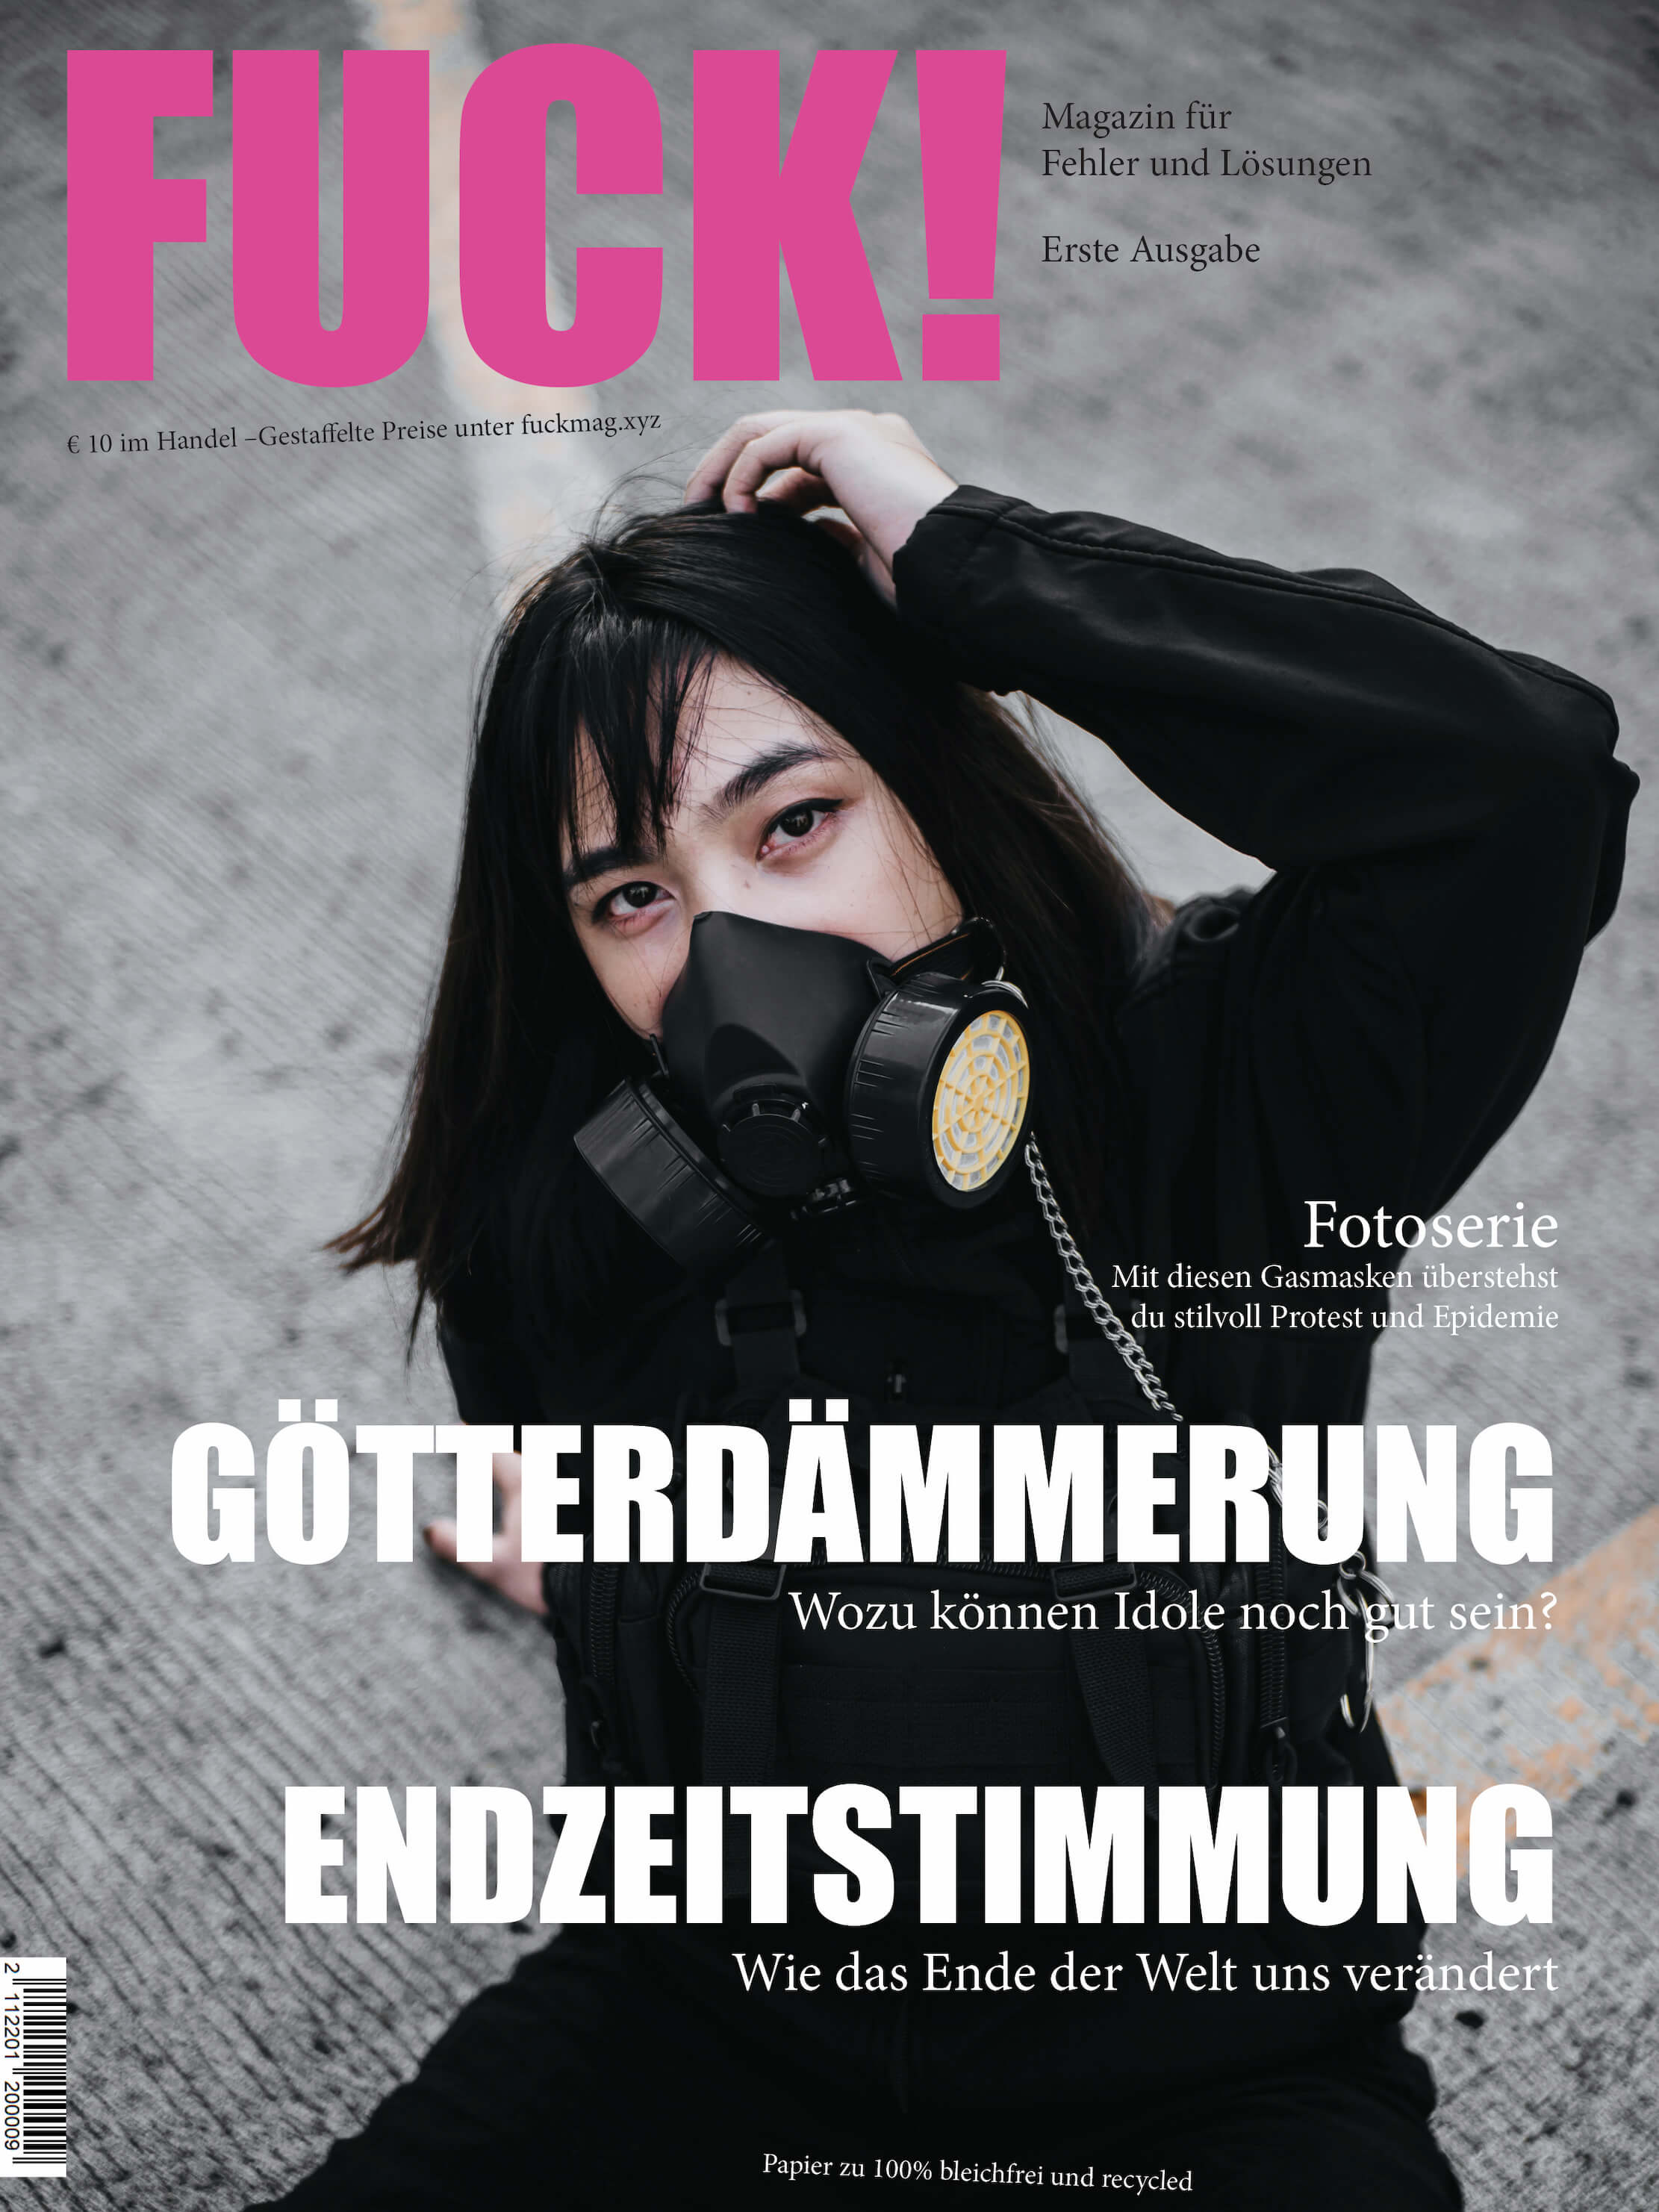 FUCK!
Magazin für
Fehler und Lösungen
Erste Ausgabe
€ 10 im Handel –Gestaffelte Preise unter fuckmag.xyz
Fotoserie
Mit diesen Gasmasken überstehst
du stilvoll Protest und Epidemie
GÖTTERDÄMMERUNG
Wozu können Idole noch gut sein?
ENDZEITSTIMMUNG
Wie das Ende der Welt uns verändert
2 112201 200009
Papier zu 100% bleichfrei und recycled